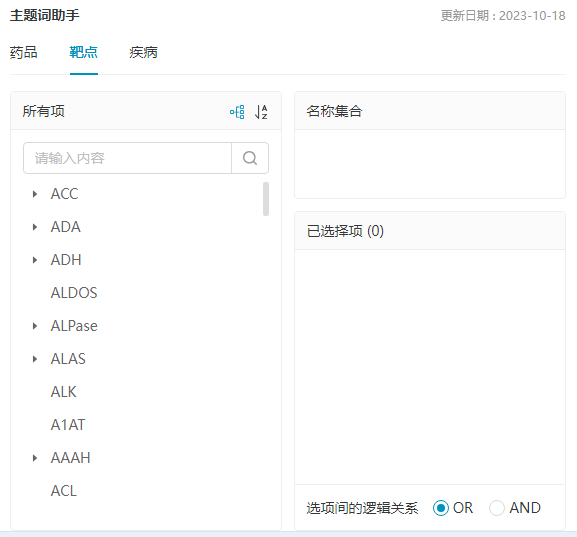 主题词助手
更新日期 : 2023-10-18
药品 靶点 疾病
所有项
请输入内容
ACC
ADA
ADH
ALDOS
ALPase
ALAS
ALK
A1AT
AAAH
ACL
名称集合
已选择项 (0)
选项间的逻辑关系 OR AND